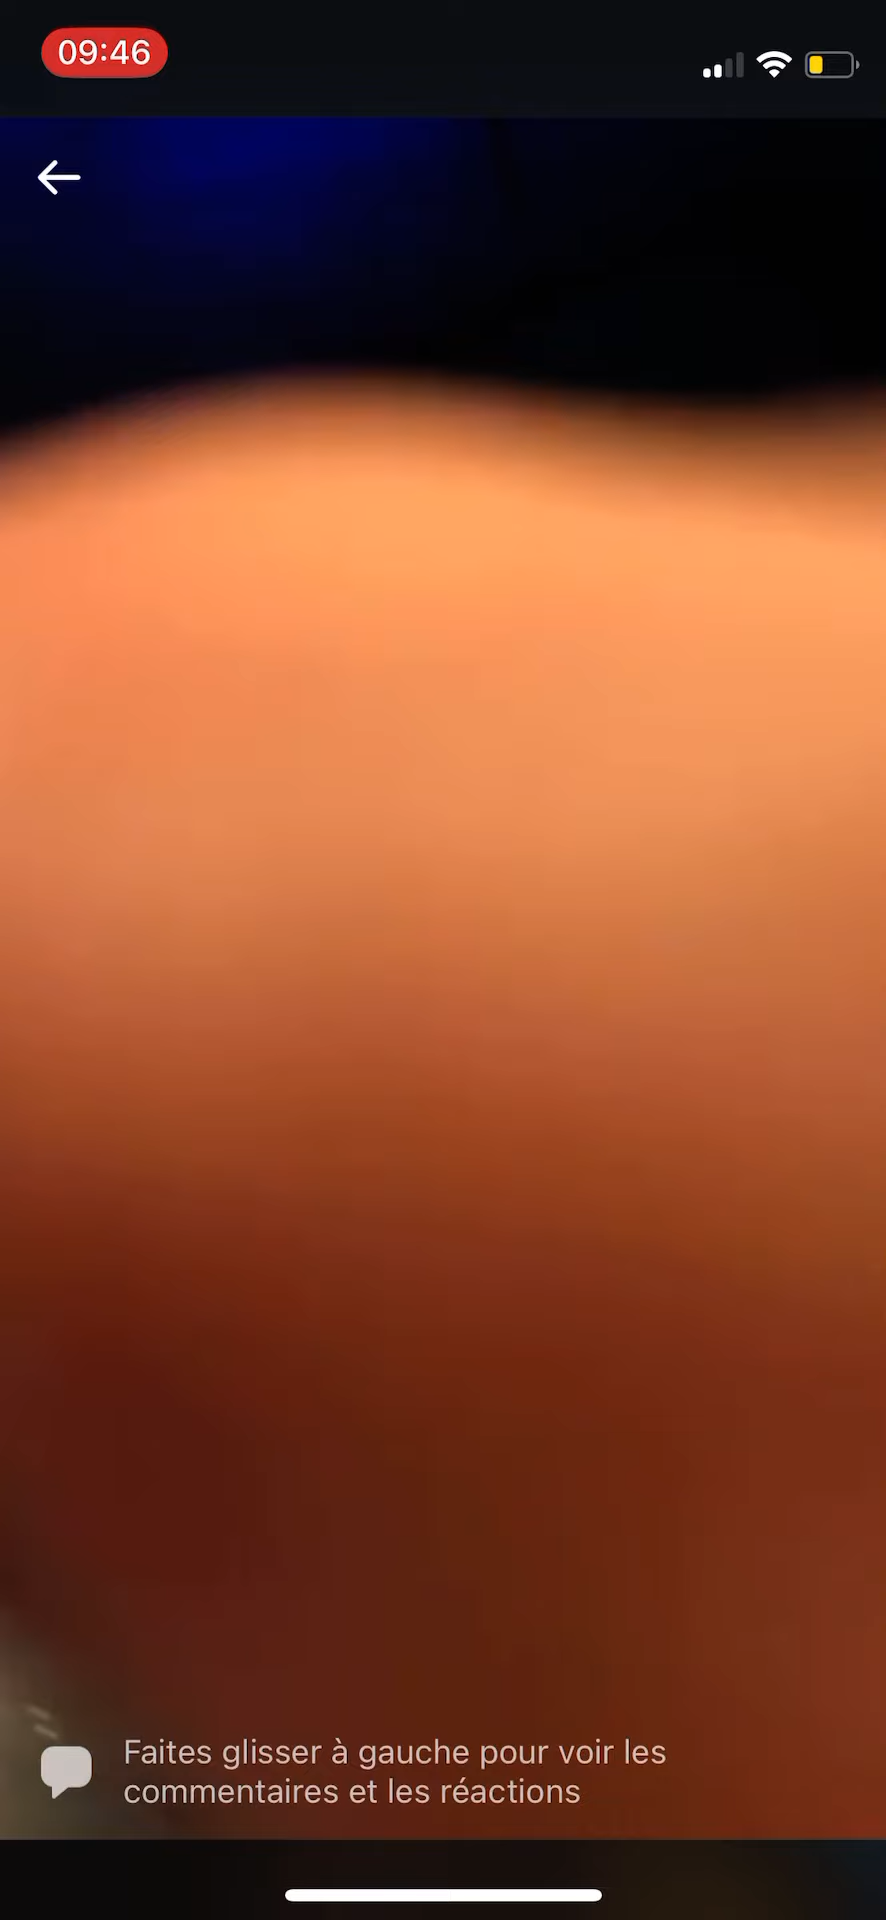 09:46
Faites glisser à gauche pour voir les
commentaires et les réactions